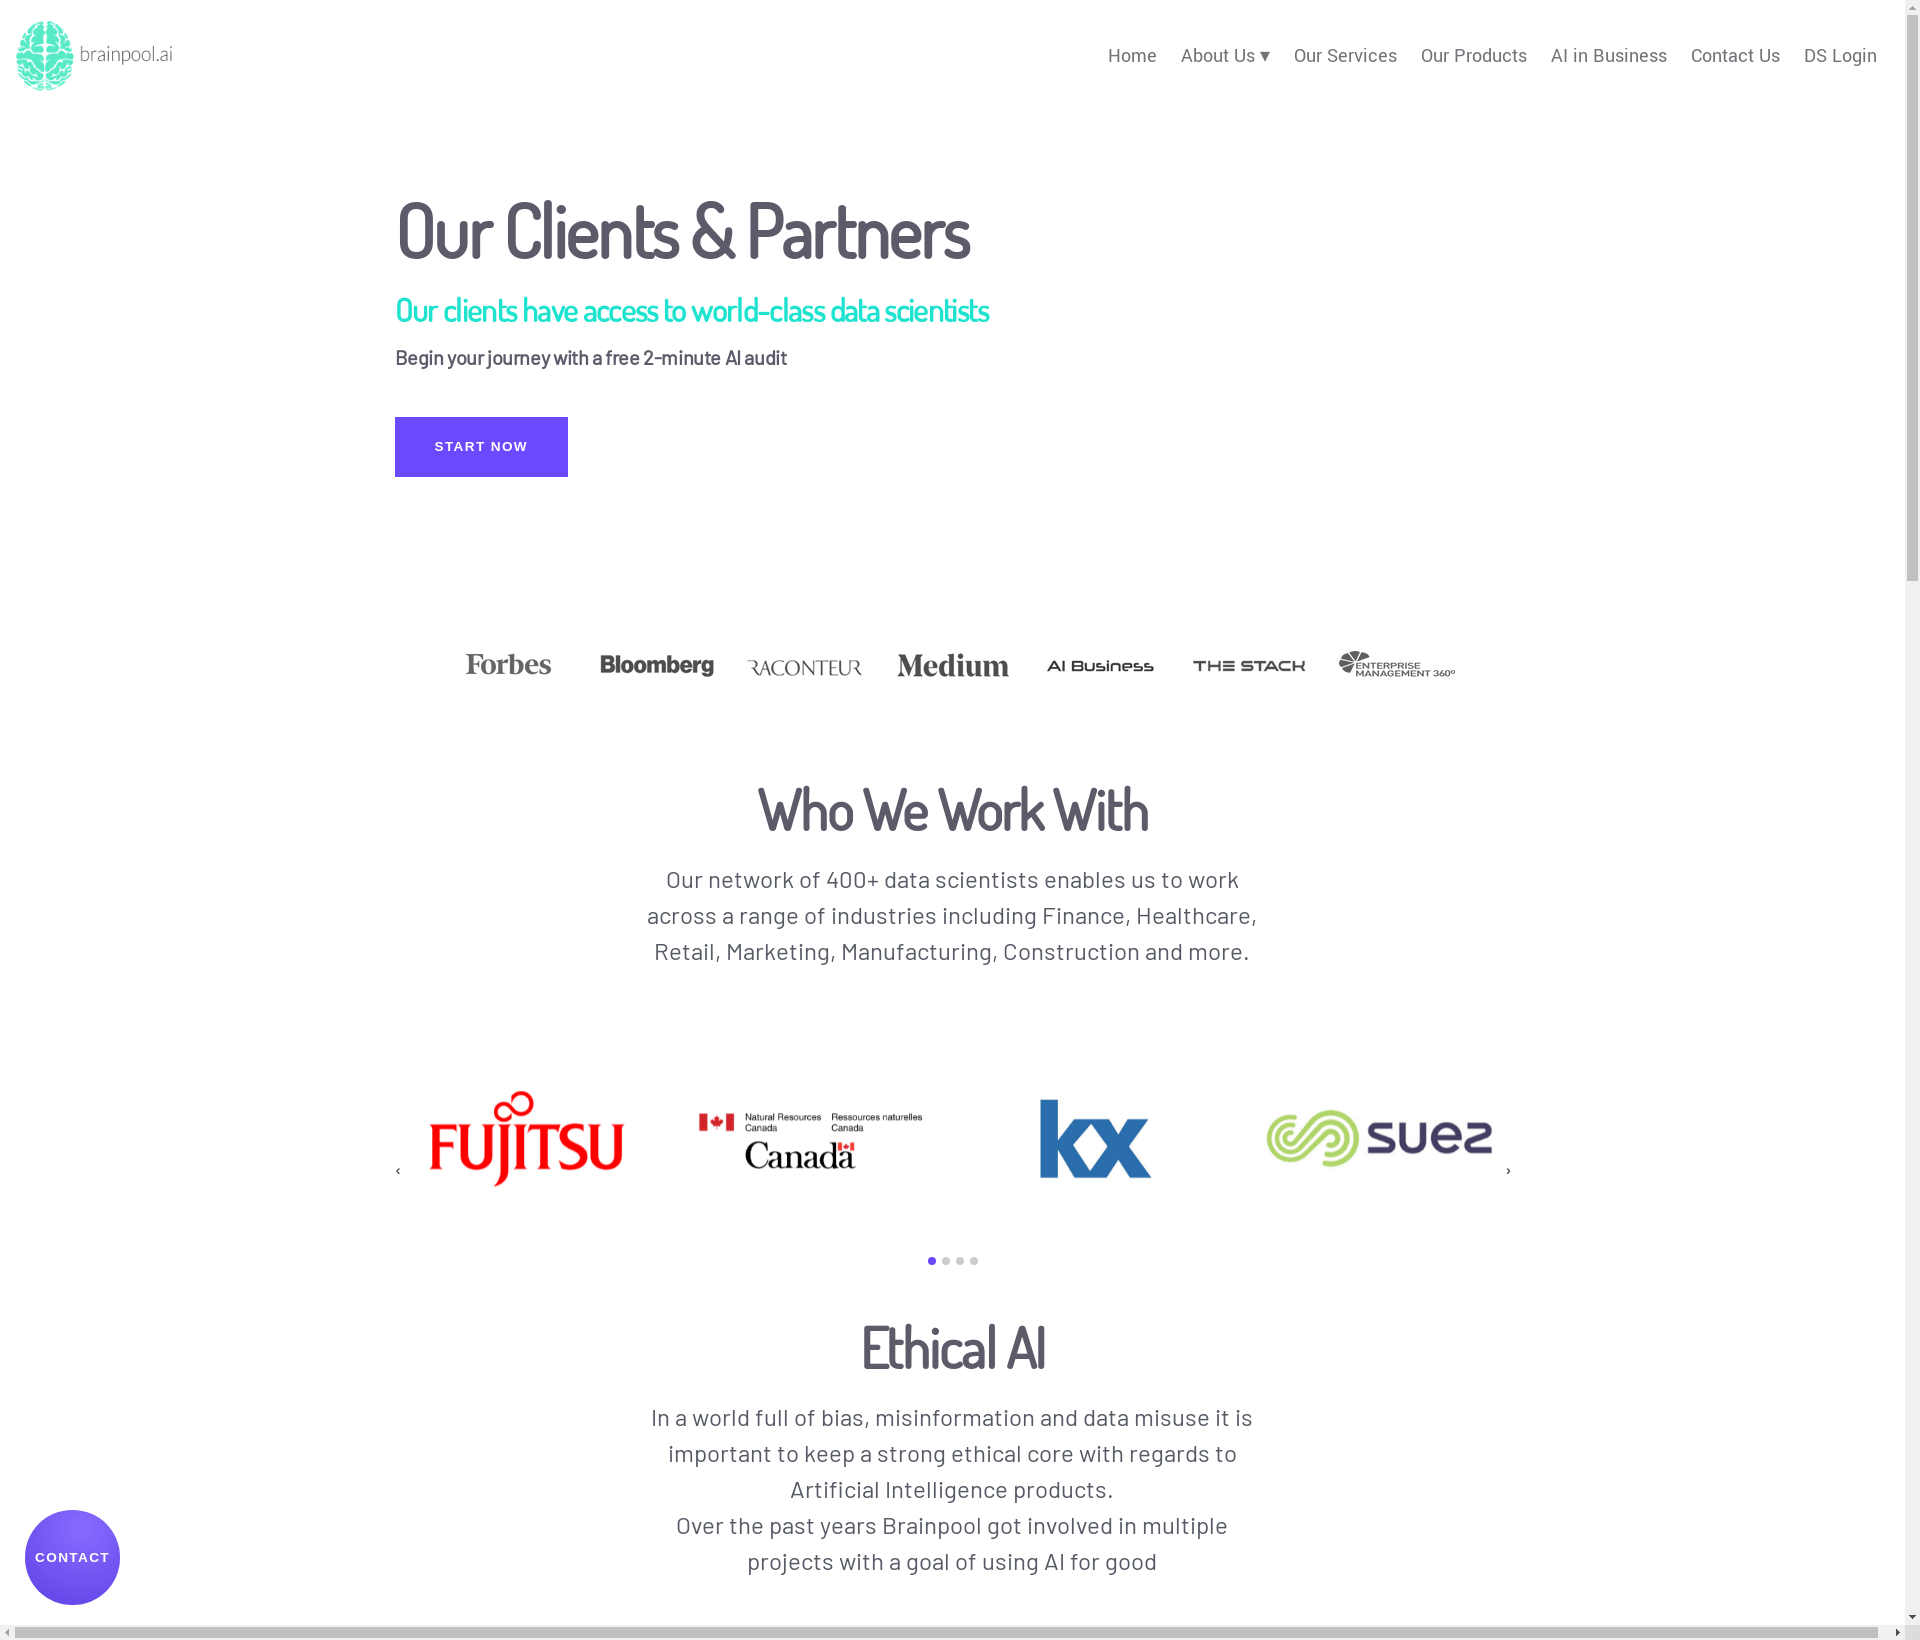 brainpool.ai
Home About Us ▾ Our Services Our Products AI in Business Contact Us DS Login
Our Clients & Partners
Our clients have access to world-class data scientists
Begin your journey with a free 2-minute AI audit
START NOW
Forbes Bloomberg RACONTEUR Medium AI Business THE STACK ENTERPRISE MANAGEMENT 360°
Who We Work With
Our network of 400+ data scientists enables us to work
across a range of industries including Finance, Healthcare,
Retail, Marketing, Manufacturing, Construction and more.
‹
FUJITSU
Natural Resources Canada
Ressources naturelles Canada
Canada
kx
suez
›
Ethical AI
In a world full of bias, misinformation and data misuse it is
important to keep a strong ethical core with regards to
Artificial Intelligence products.
Over the past years Brainpool got involved in multiple
projects with a goal of using AI for good
CONTACT